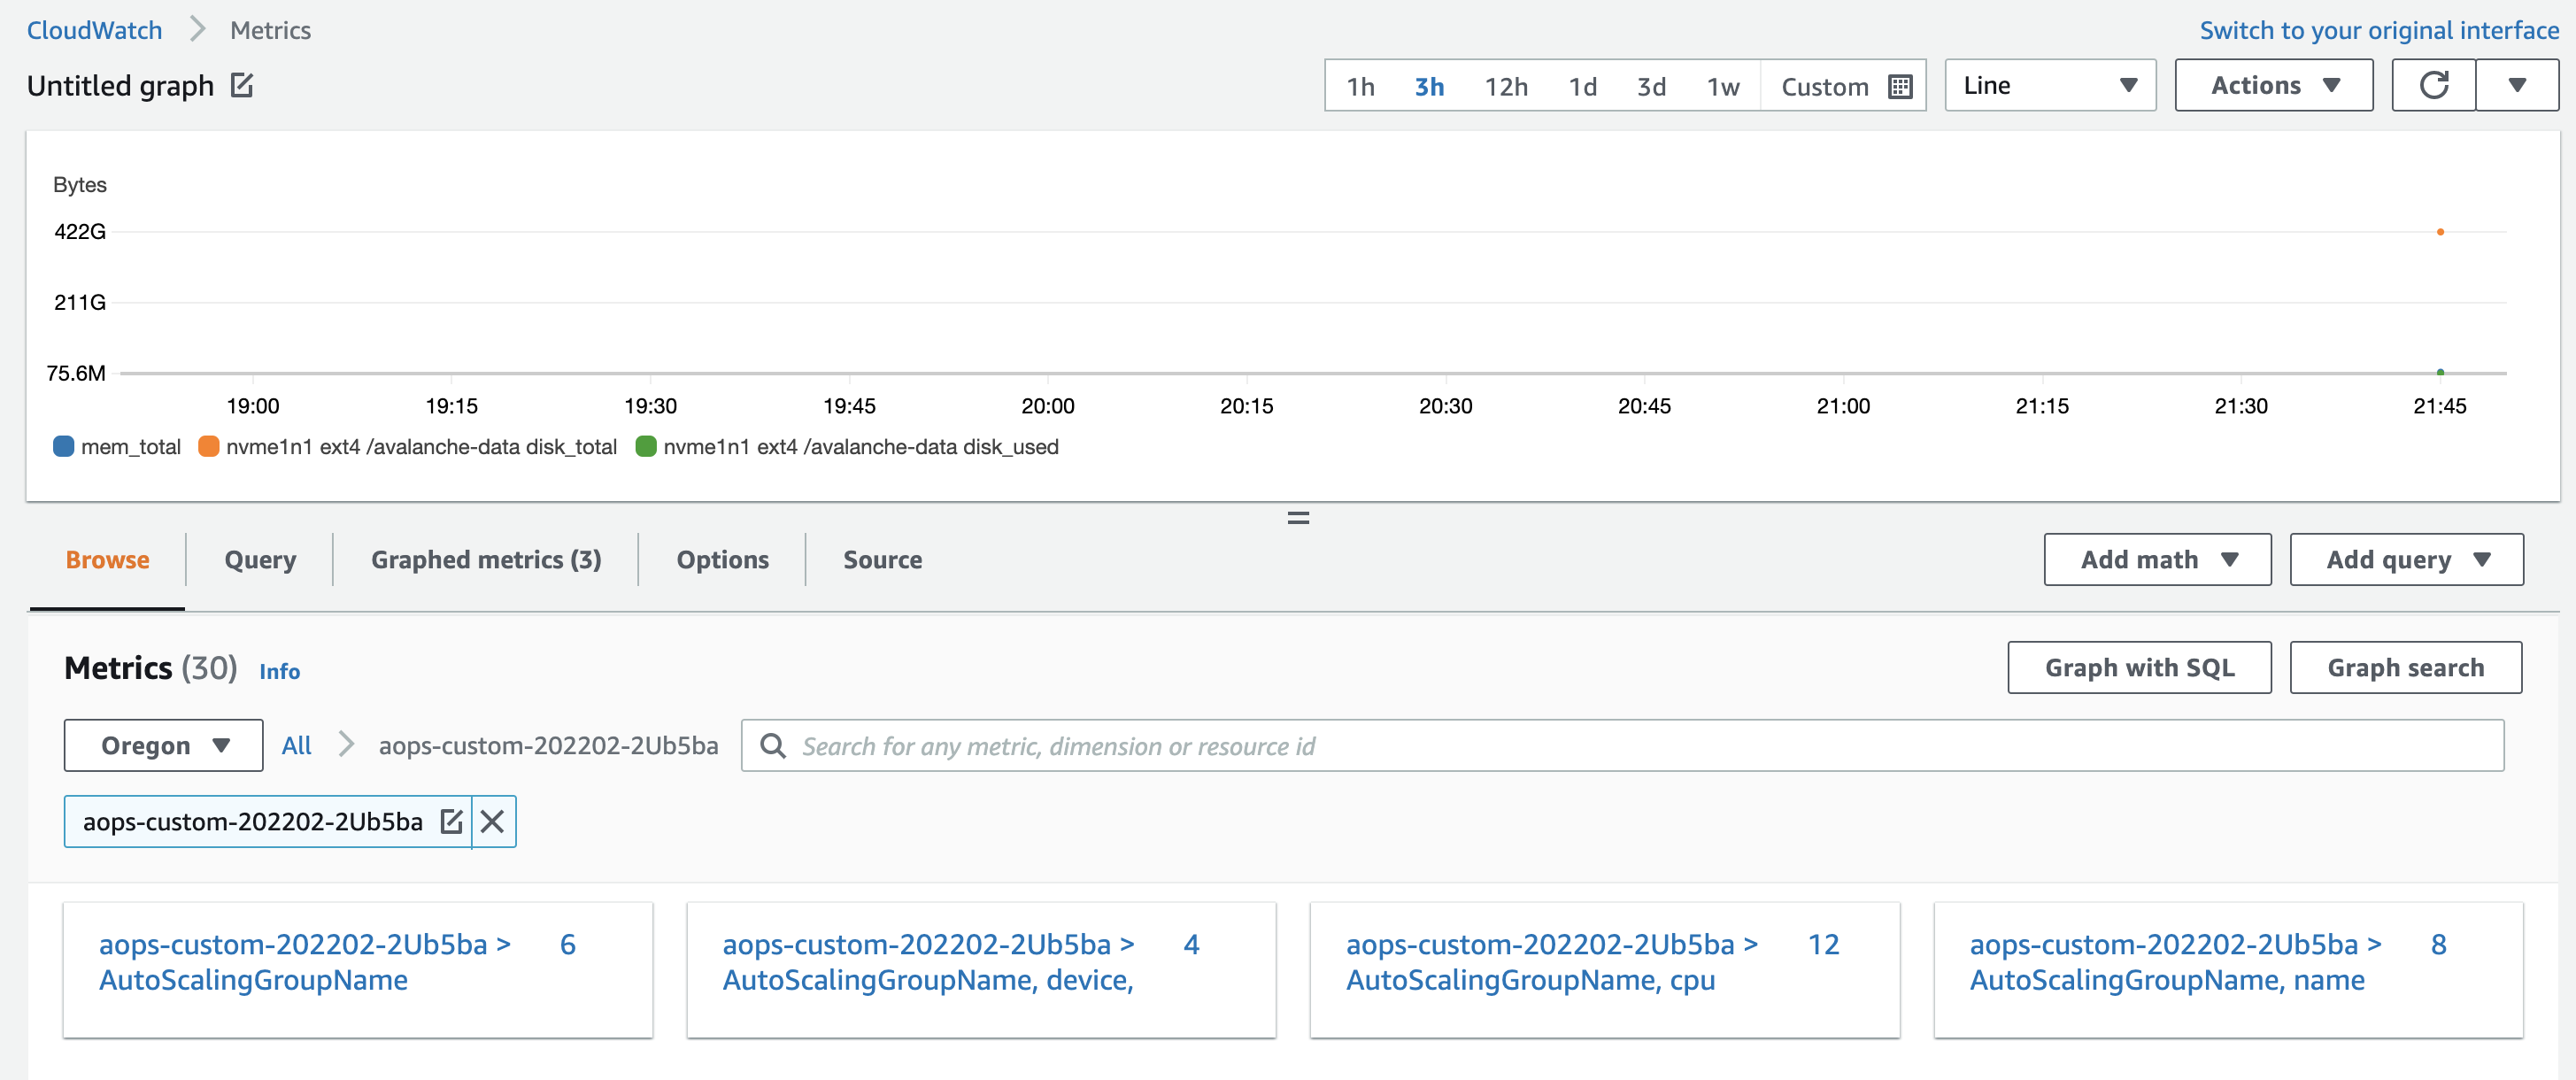 CloudWatch Metrics Switch to your original interface
Untitled graph 1h 3h 12h 1d 3d 1w Custom Line Actions
Bytes
422G
211G
75.6M
19:00 19:15 19:30 19:45 20:00 20:15 20:30 20:45 21:00 21:15 21:30 21:45
mem_total nvme1n1 ext4 /avalanche-data disk_total nvme1n1 ext4 /avalanche-data disk_used
Browse Query Graphed metrics (3) Options Source Add math Add query
Metrics (30) Info Graph with SQL Graph search
Oregon All aops-custom-202202-2Ub5ba Search for any metric, dimension or resource id
aops-custom-202202-2Ub5ba
aops-custom-202202-2Ub5ba > 6
AutoScalingGroupName
aops-custom-202202-2Ub5ba > 4
AutoScalingGroupName, device,
aops-custom-202202-2Ub5ba > 12
AutoScalingGroupName, cpu
aops-custom-202202-2Ub5ba > 8
AutoScalingGroupName, name